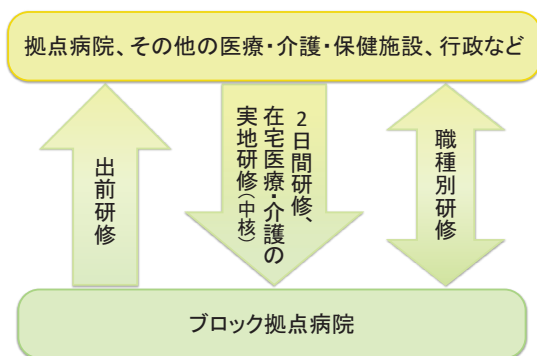 拠点病院、その他の医療・介護・保健施設、行政など
出前研修
2日間研修、
在宅医療・介護の
実地研修(中核)
職種別研修
ブロック拠点病院